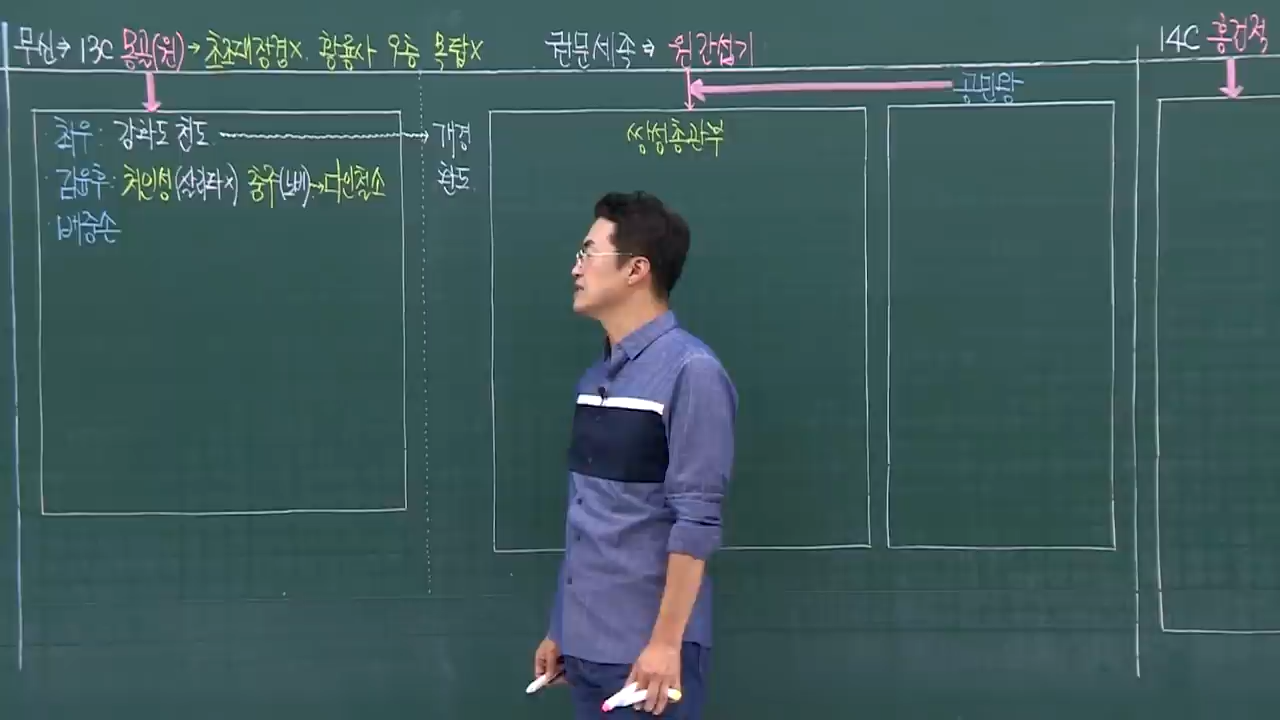 무신→ 13C 몽골(원)→초조대장경x. 황룡사 9층 목탑x
권문세족⇒ 원간섭기
14C 홍건적
공민왕
최우: 강화도 천도
개경
환도
김윤후: 처인성(살리타x) 충주(노비)→다인철소
배중손
쌍성총관부